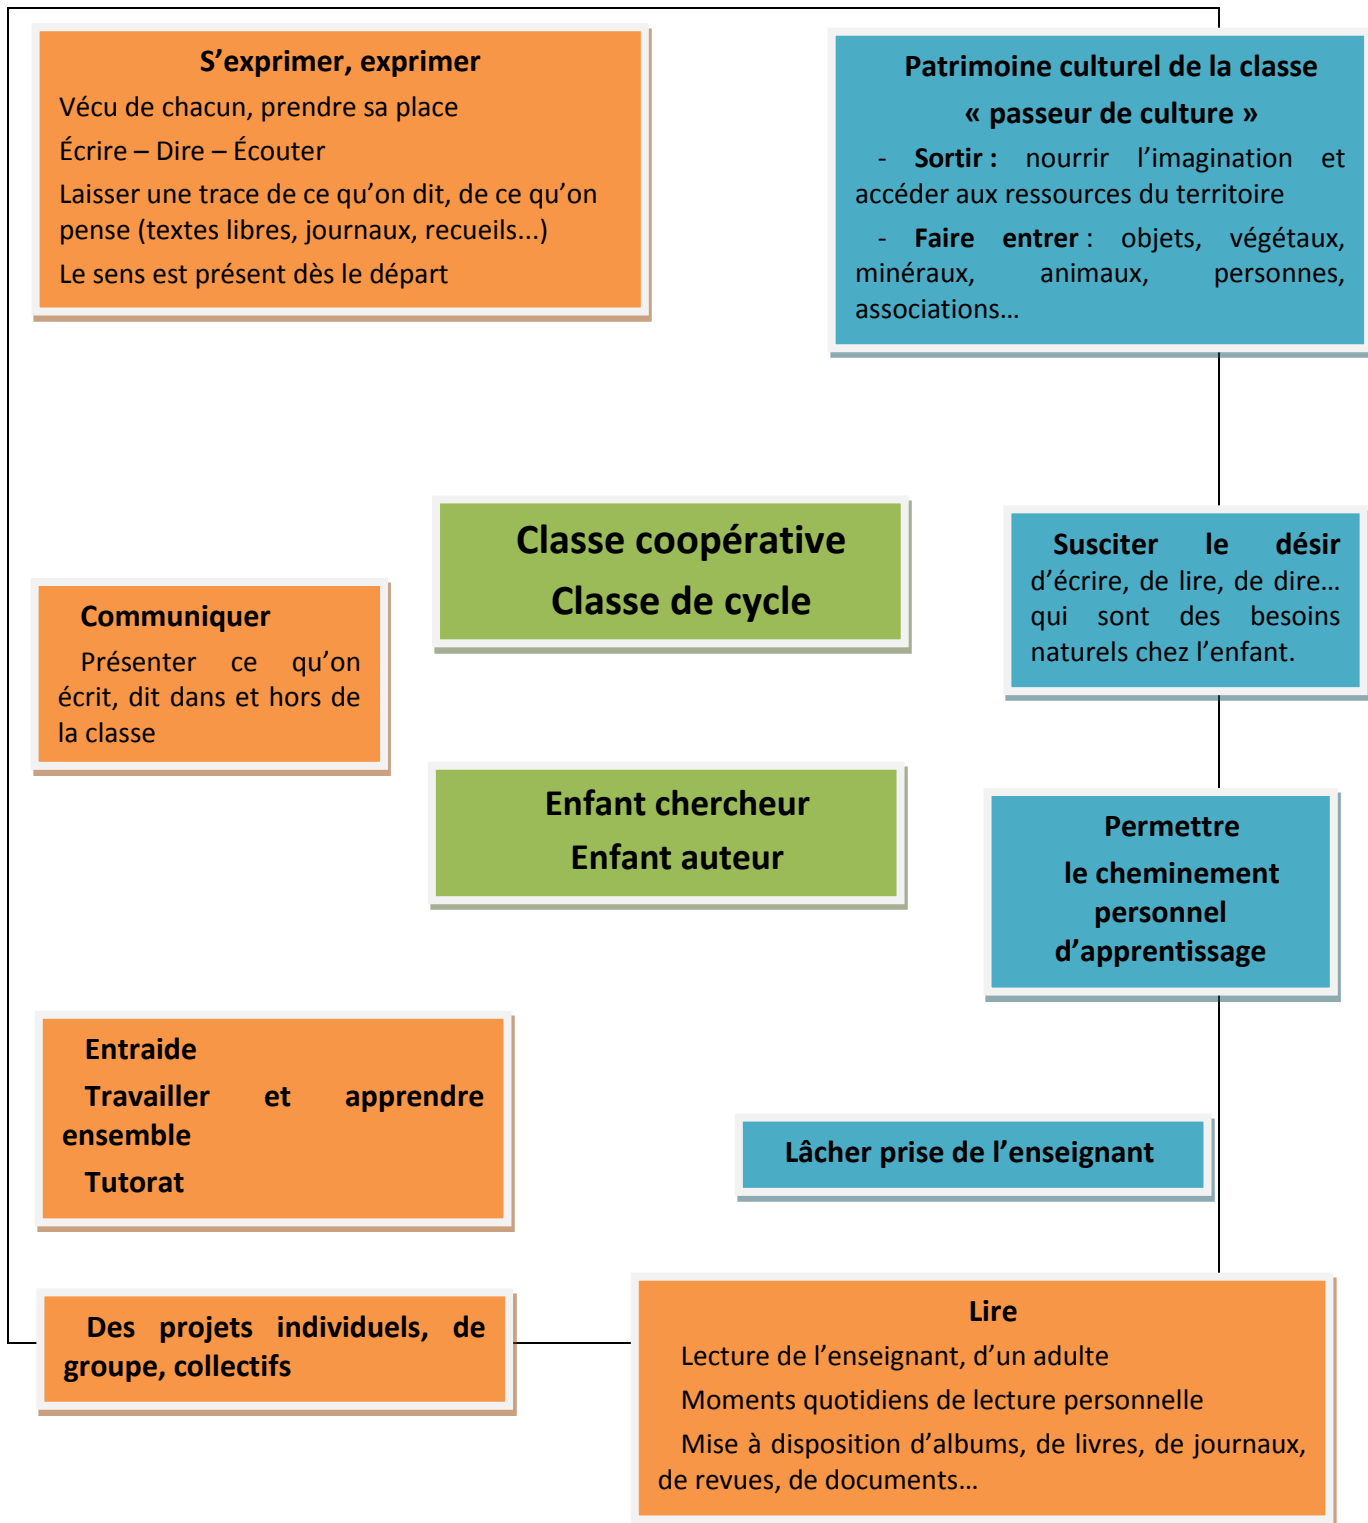 S’exprimer, exprimer
Vécu de chacun, prendre sa place
Écrire – Dire – Écouter
Laisser une trace de ce qu’on dit, de ce qu’on
pense (textes libres, journaux, recueils...)
Le sens est présent dès le départ
Patrimoine culturel de la classe
« passeur de culture »
- Sortir : nourrir l’imagination et
accéder aux ressources du territoire
- Faire entrer : objets, végétaux,
minéraux, animaux, personnes,
associations…
Classe coopérative
Classe de cycle
Susciter le désir
d’écrire, de lire, de dire…
qui sont des besoins
naturels chez l’enfant.
Communiquer
Présenter ce qu’on
écrit, dit dans et hors de
la classe
Enfant chercheur
Enfant auteur
Permettre
le cheminement
personnel
d’apprentissage
Entraide
Travailler et apprendre
ensemble
Tutorat
Lâcher prise de l’enseignant
Des projets individuels, de
groupe, collectifs
Lire
Lecture de l’enseignant, d’un adulte
Moments quotidiens de lecture personnelle
Mise à disposition d’albums, de livres, de journaux,
de revues, de documents…